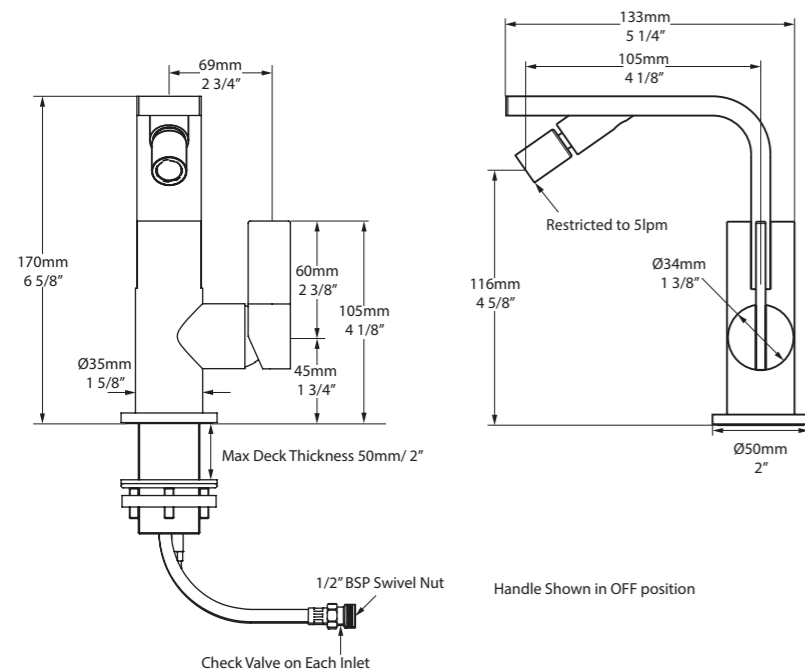 69mm
2 3/4”
133mm
5 1/4”
105mm
4 1/8”
Restricted to 5lpm
170mm
6 5/8”
60mm
2 3/8”
105mm
4 1/8”
116mm
4 5/8”
Ø34mm
1 3/8”
Ø35mm
1 5/8”
45mm
1 3/4”
Max Deck Thickness 50mm/ 2”
Ø50mm
2”
1/2” BSP Swivel Nut
Handle Shown in OFF position
Check Valve on Each Inlet